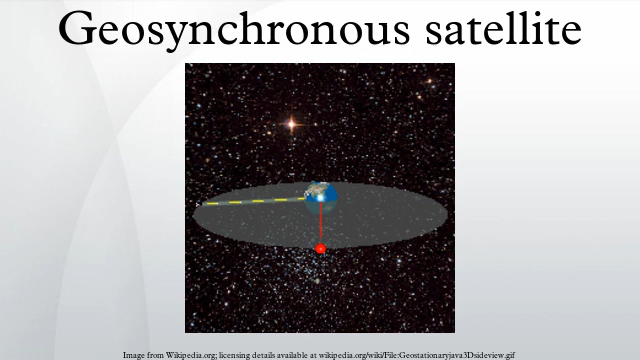 Geosynchronous satellite
Image from Wikipedia.org; licensing details available at wikipedia.org/wiki/File:Geostationaryjava3Dsideview.gif